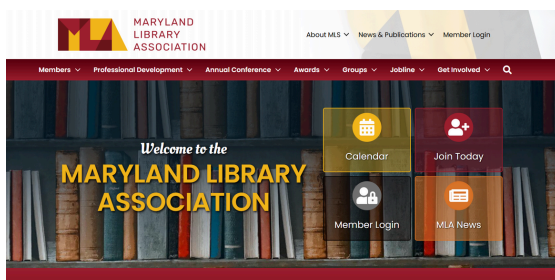 MARYLAND
LIBRARY
ASSOCIATION
About MLS News & Publications Member Login
Members Professional Development Annual Conference Awards Groups Jobline Get Involved
Welcome to the
MARYLAND LIBRARY
ASSOCIATION
Calendar
Join Today
Member Login
MLA News